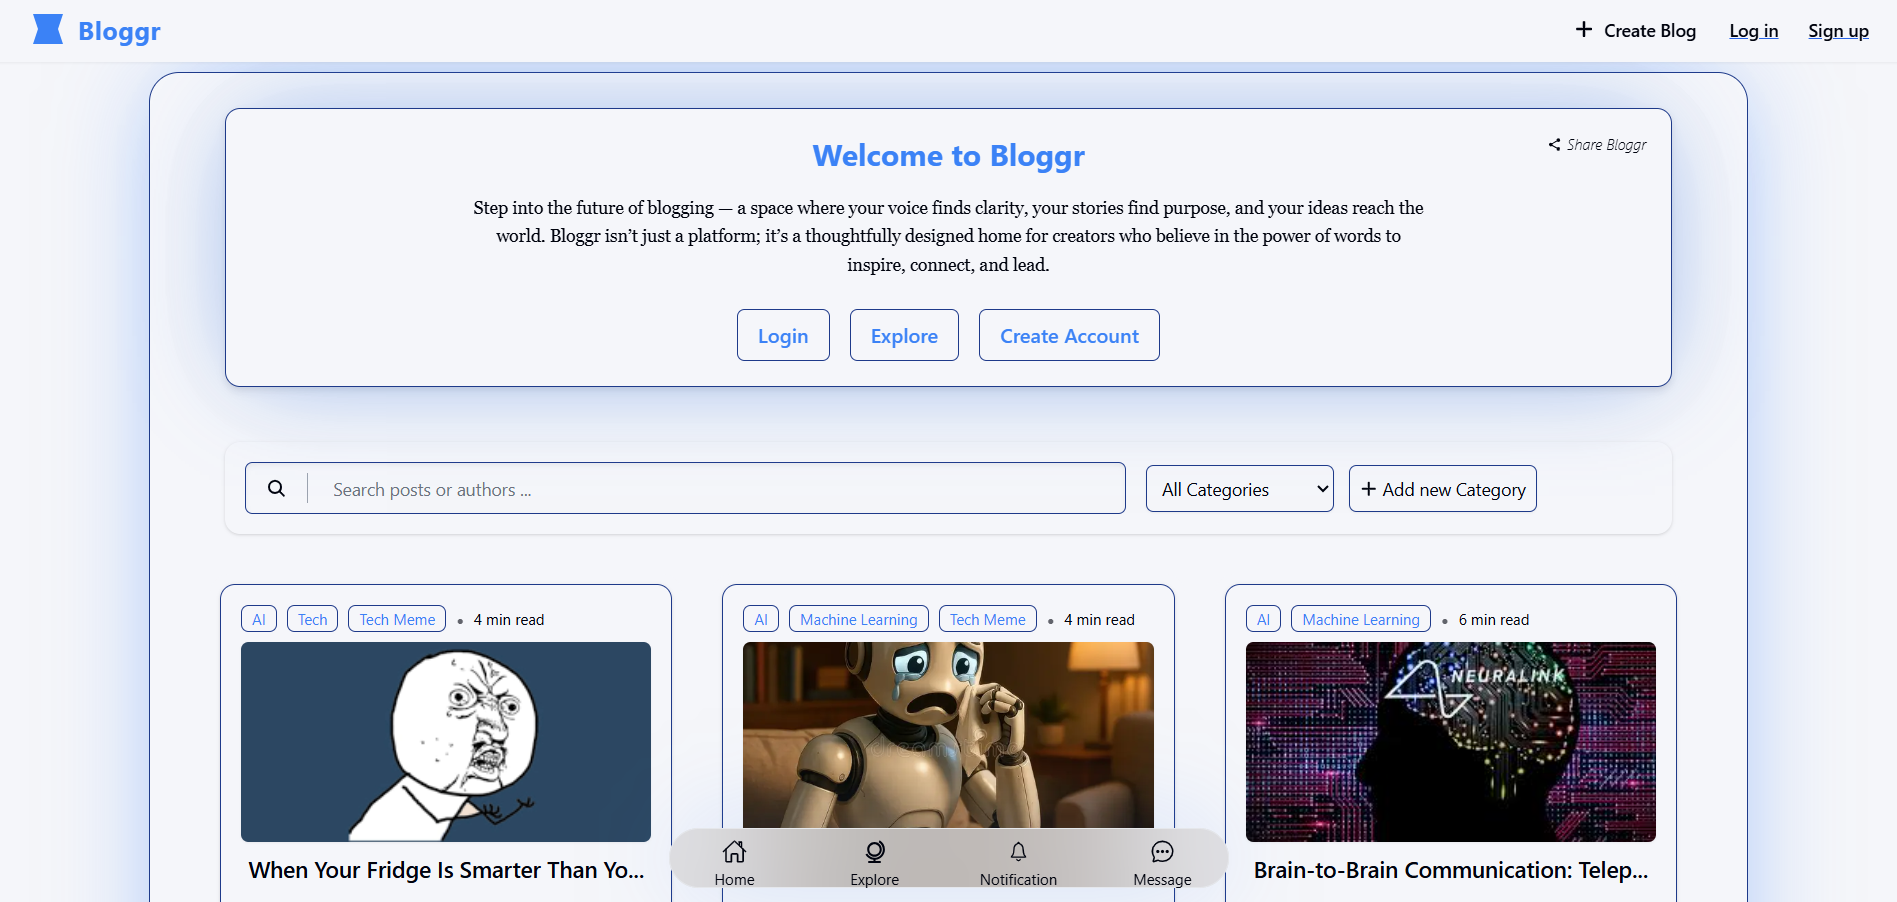 Bloggr
Create Blog
Log in
Sign up
Welcome to Bloggr
Share Bloggr
Step into the future of blogging — a space where your voice finds clarity, your stories find purpose, and your ideas reach the
world. Bloggr isn’t just a platform; it’s a thoughtfully designed home for creators who believe in the power of words to
inspire, connect, and lead.
Login
Explore
Create Account
Search posts or authors ...
All Categories
Add new Category
AI
Tech
Tech Meme
• 4 min read
When Your Fridge Is Smarter Than Yo...
AI
Machine Learning
Tech Meme
• 4 min read
AI
Machine Learning
• 6 min read
NEURALINK
Brain-to-Brain Communication: Telep...
Home
Explore
Notification
Message